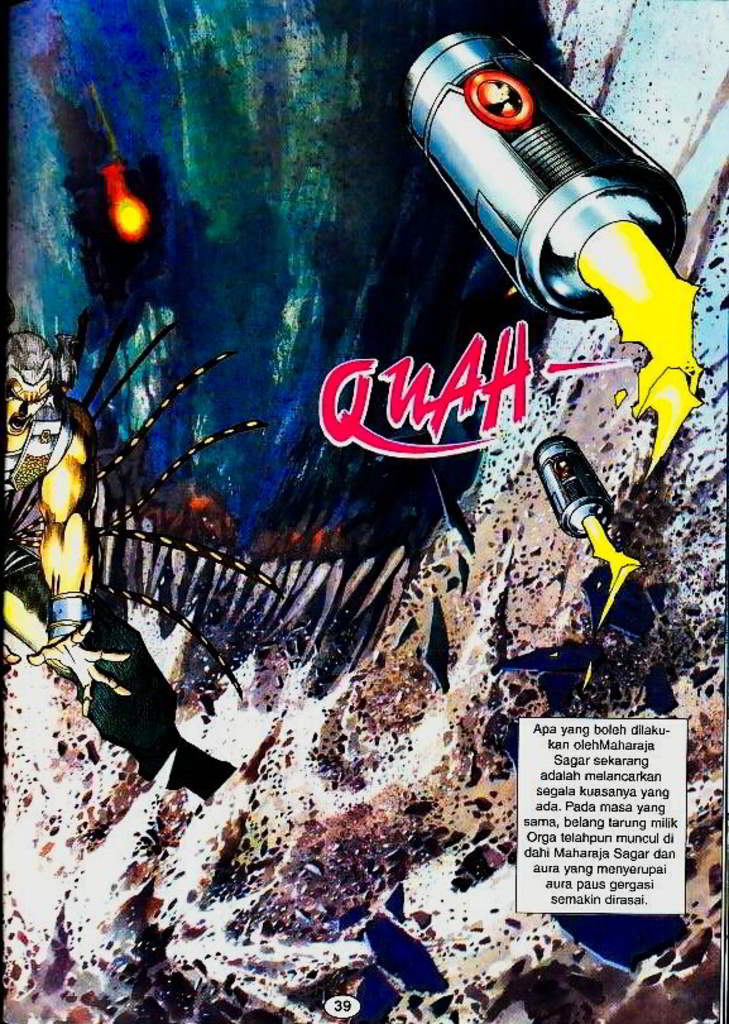 QUAH
Apa yang boleh dilaku-
kan olehMaharaja
Sagar sekarang
adalah melancarkan
segala kuasanya yang
ada. Pada masa yang
sama, belang tarung milik
Orga telahpun muncul di
dahi Maharaja Sagar dan
aura yang menyerupai
aura paus gergasi
semakin dirasai.
39